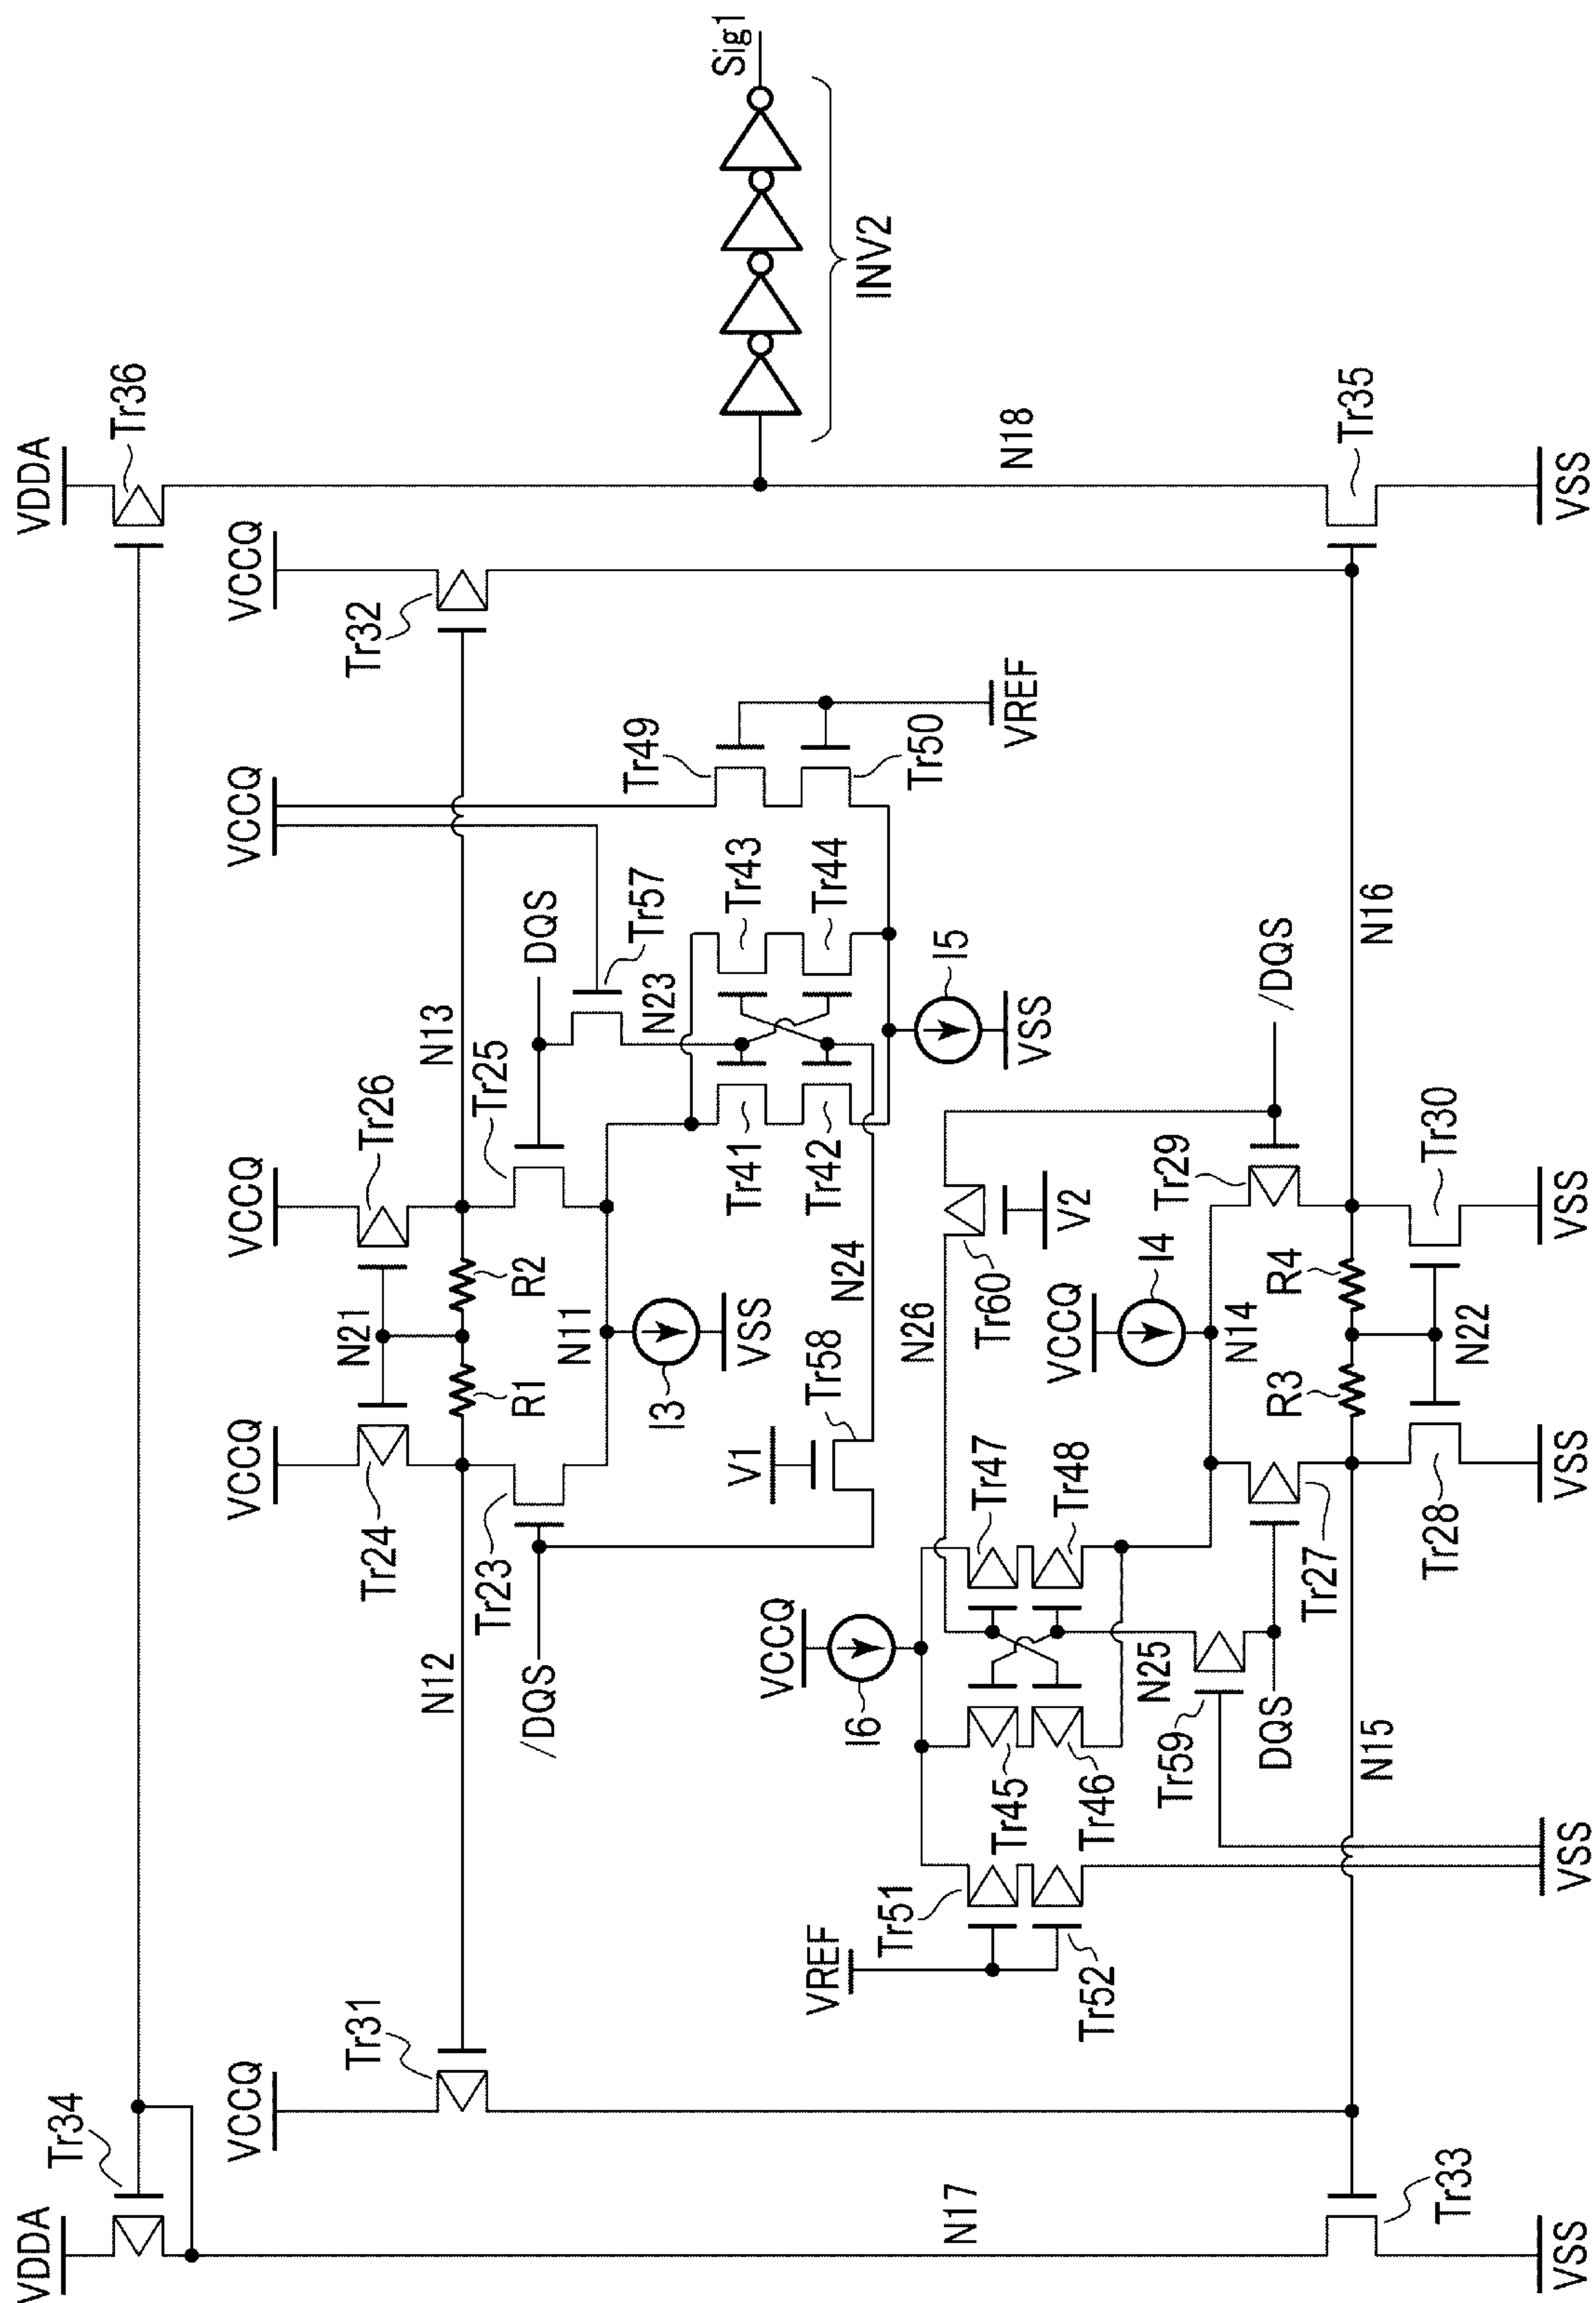 VDDA
Tr34
VDDA
Tr36
VCCQ
Tr31
VCCQ
Tr24
N21
VCCQ
Tr26
VCCQ
VCCQ
Tr32
N12
R1
R2
N13
Tr23
/DQS
N11
Tr25
DQS
Tr57
I3
VSS
N23
Tr49
Tr41
Tr43
Tr42
Tr44
Tr50
VREF
V1
Tr58
N24
I5
VSS
Sig1
INV2
VCCQ
I6
N26
Tr60
V2
VREF
Tr51
Tr45
Tr47
Tr52
Tr46
Tr48
VCCQ
I4
N25
Tr59
DQS
Tr27
N14
Tr29
/DQS
N17
N18
N15
R3
R4
N16
Tr33
Tr28
N22
Tr30
Tr35
VSS
VSS
VSS
VSS
VSS